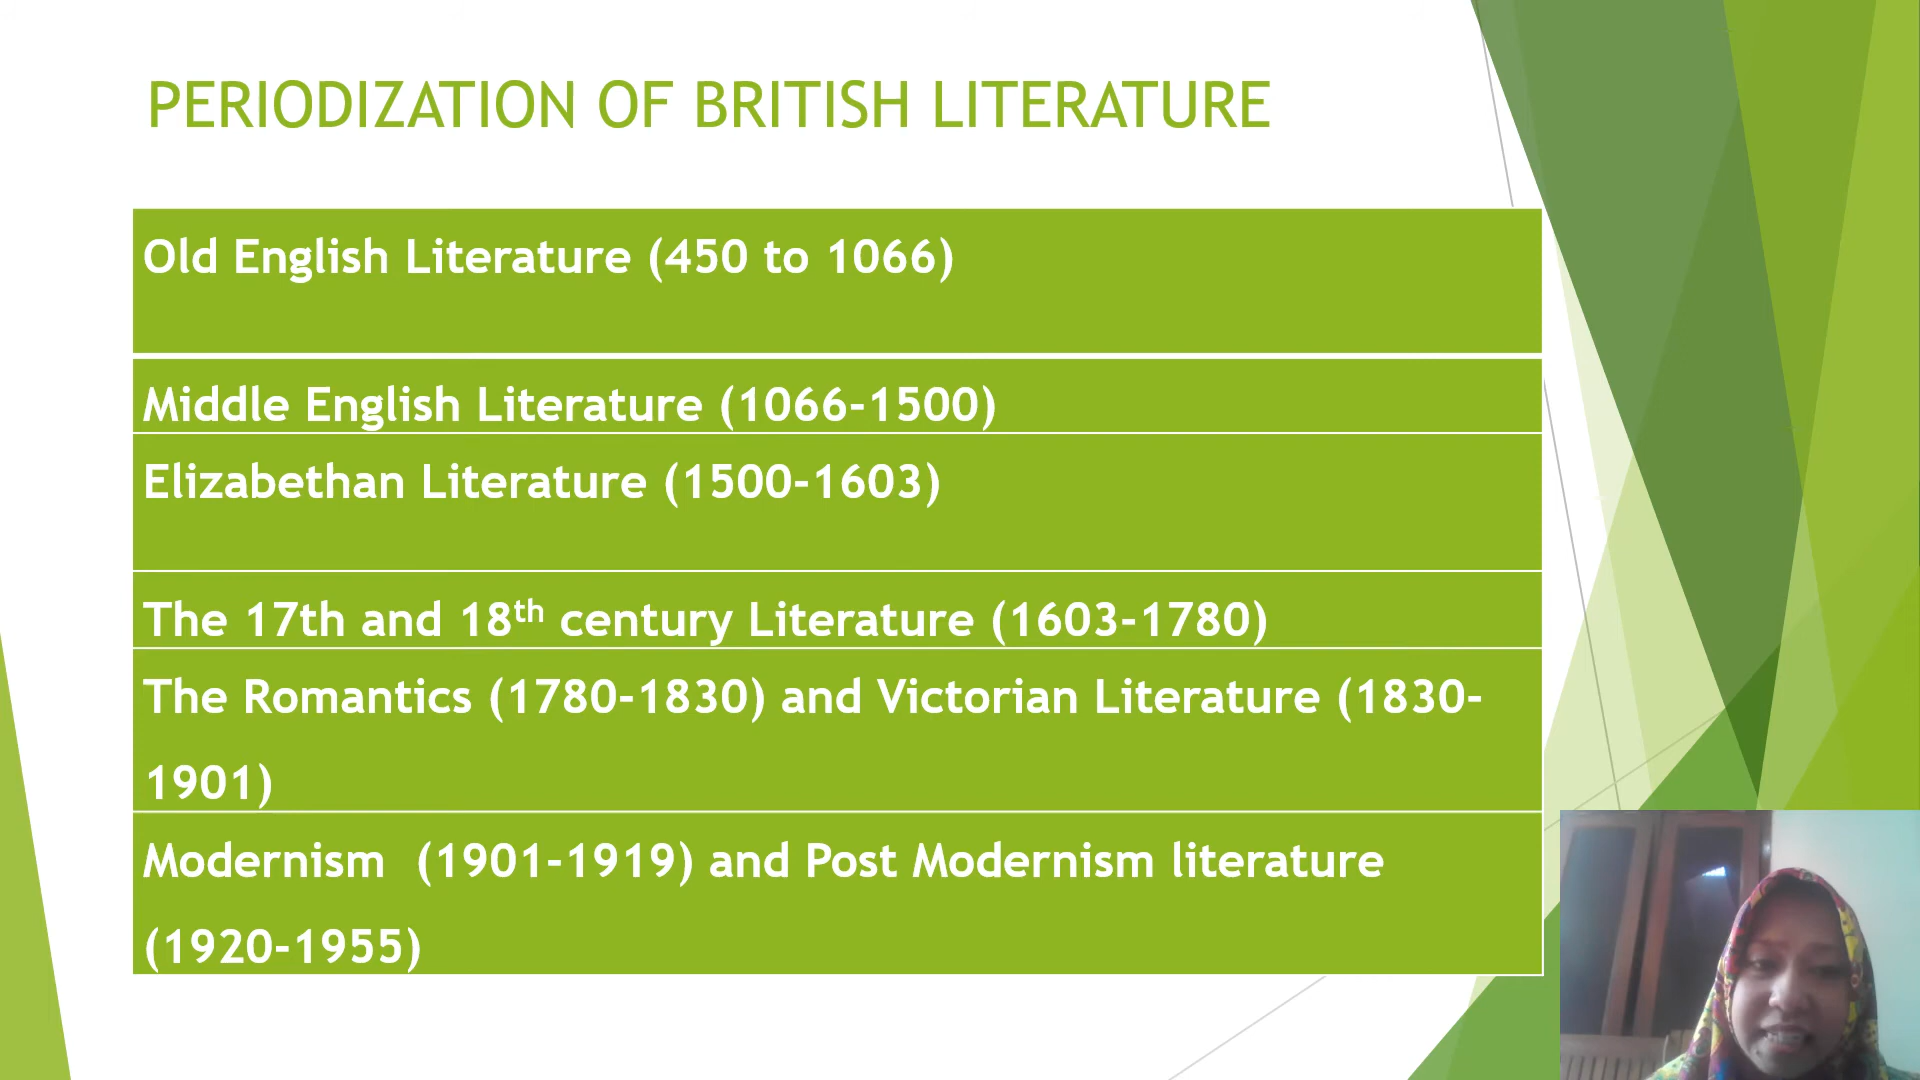 PERIODIZATION OF BRITISH LITERATURE
Old English Literature (450 to 1066)
Middle English Literature (1066-1500)
Elizabethan Literature (1500-1603)
The 17th and 18th century Literature (1603-1780)
The Romantics (1780-1830) and Victorian Literature (1830-
1901)
Modernism  (1901-1919) and Post Modernism literature
(1920-1955)